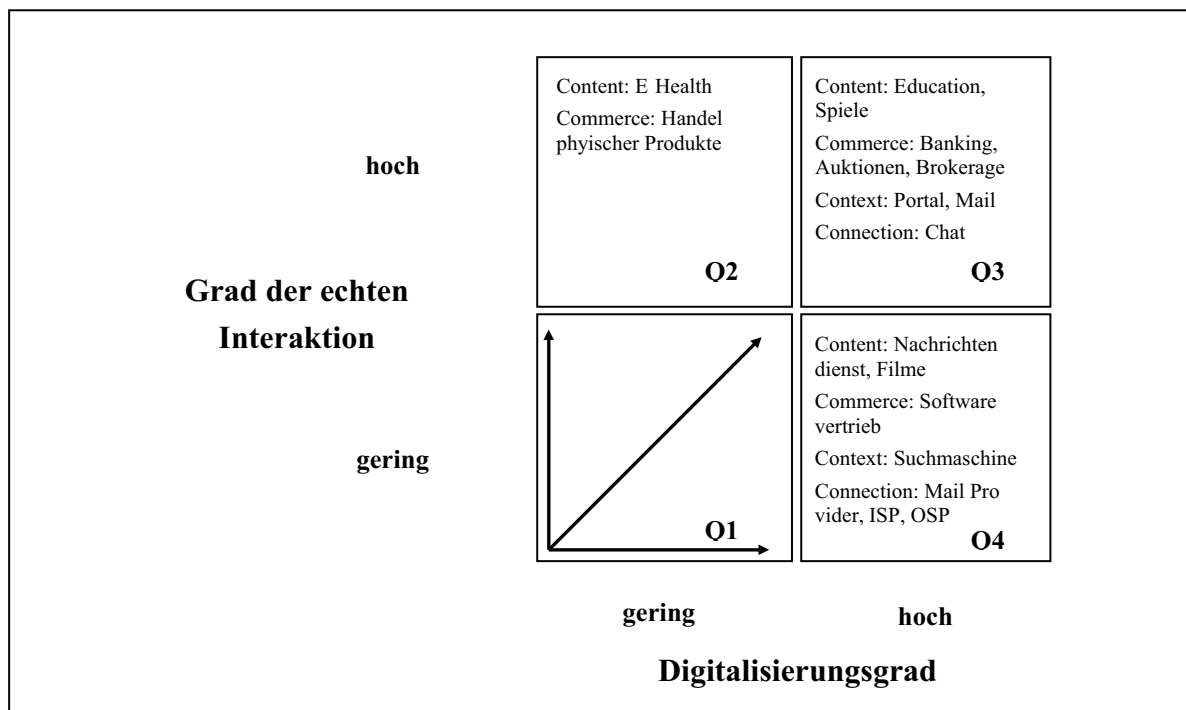 Content: E Health
Commerce: Handel
phyischer Produkte
Q2
Content: Education,
Spiele
Commerce: Banking,
Auktionen, Brokerage
Context: Portal, Mail
Connection: Chat
Q3
hoch
Grad der echten
Interaktion
gering
Q1
Content: Nachrichten
dienst, Filme
Commerce: Software
vertrieb
Context: Suchmaschine
Connection: Mail Pro
vider, ISP, OSP
Q4
gering
hoch
Digitalisierungsgrad